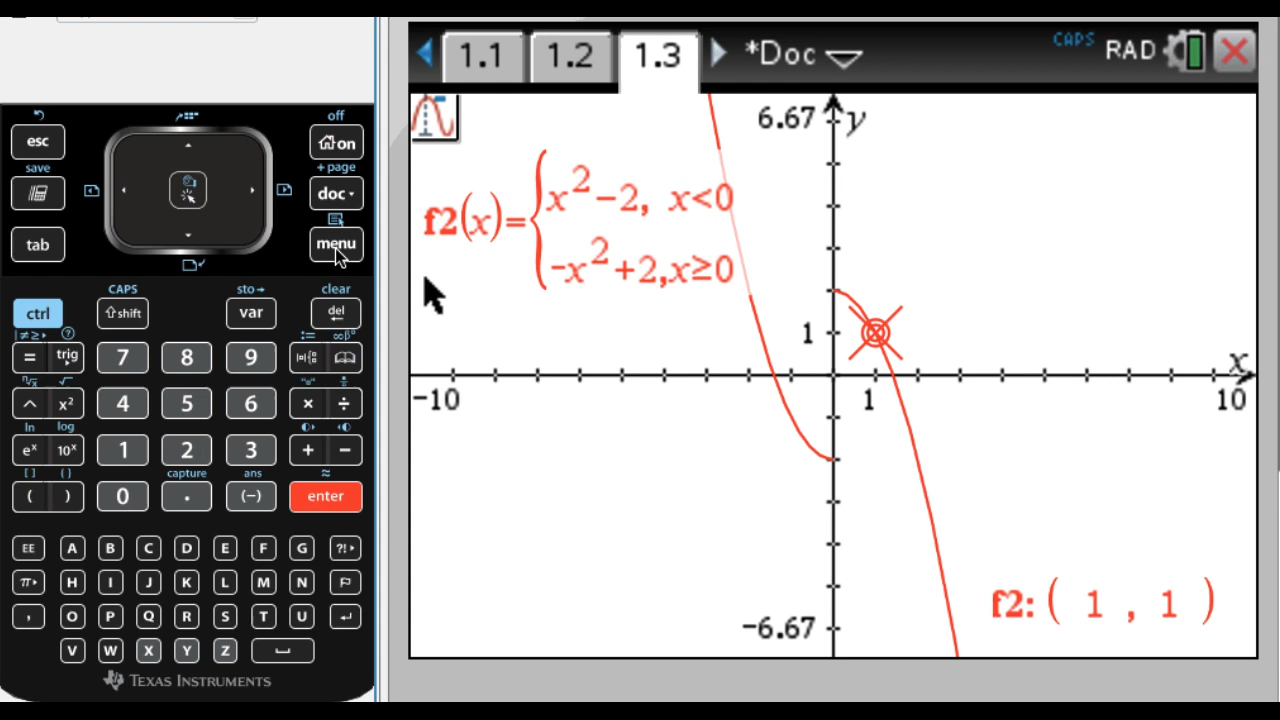 1.1 1.2 1.3 *Doc CAPS RAD
6.67 y
f2(x)= { x²−2, x<0
-x²+2,x≥0
1
x
−10 1 10
−6.67
f2: ( 1 , 1 )
off
esc on
save + page
doc
tab menu
CAPS sto→ clear
ctrl shift var del
|≠≥▸ ? := ∞β°
= trig 7 8 9 |□|{
ⁿ√x √ "□" ÷
^ x² 4 5 6 × ÷
ln log
eˣ 10ˣ 1 2 3 + −
[ ] { } capture ans ≈
( ) 0 . (−) enter
EE A B C D E F G ?!▸
π▸ H I J K L M N
, O P Q R S T U ↵
V W X Y Z
TEXAS INSTRUMENTS